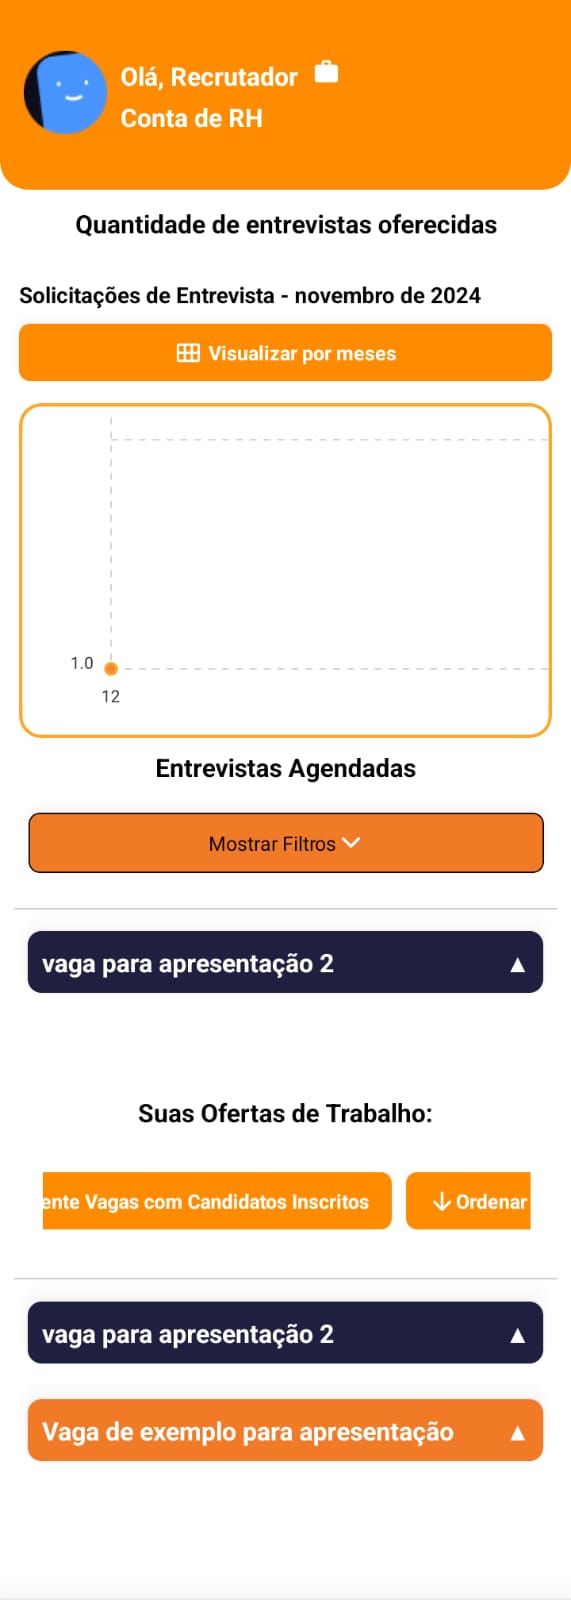 Olá, Recrutador
Conta de RH
Quantidade de entrevistas oferecidas
Solicitações de Entrevista - novembro de 2024
Visualizar por meses
1.0
12
Entrevistas Agendadas
Mostrar Filtros
vaga para apresentação 2 ▲
Suas Ofertas de Trabalho:
ente Vagas com Candidatos Inscritos
Ordenar
vaga para apresentação 2 ▲
Vaga de exemplo para apresentação ▲